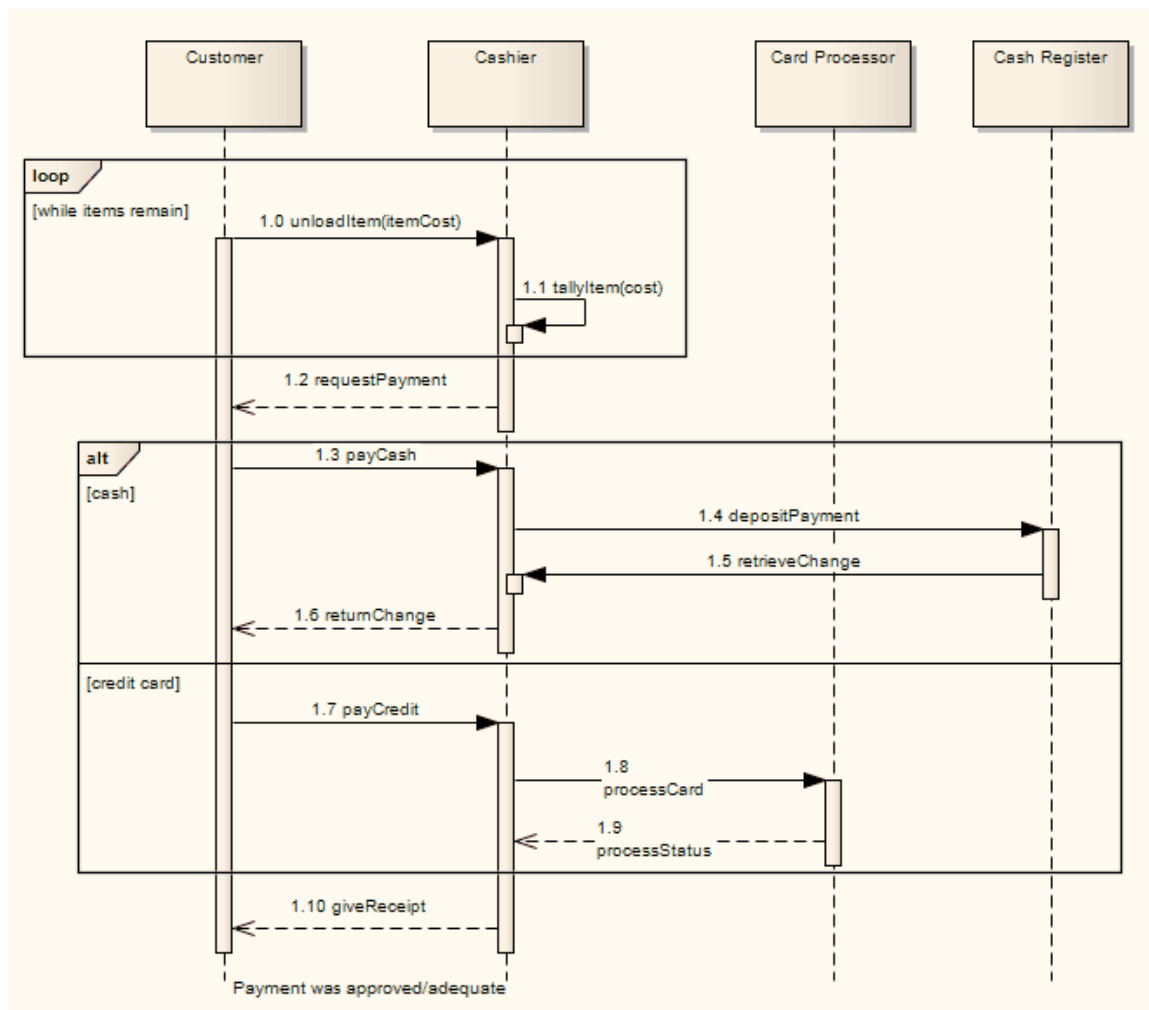 Customer
Cashier
Card Processor
Cash Register
loop
[while items remain]
1.0 unloadItem(itemCost)
1.1 tallyItem(cost)
1.2 requestPayment
alt
1.3 payCash
[cash]
1.4 depositPayment
1.5 retrieveChange
1.6 returnChange
[credit card]
1.7 payCredit
1.8
processCard
1.9
processStatus
1.10 giveReceipt
Payment was approved/adequate